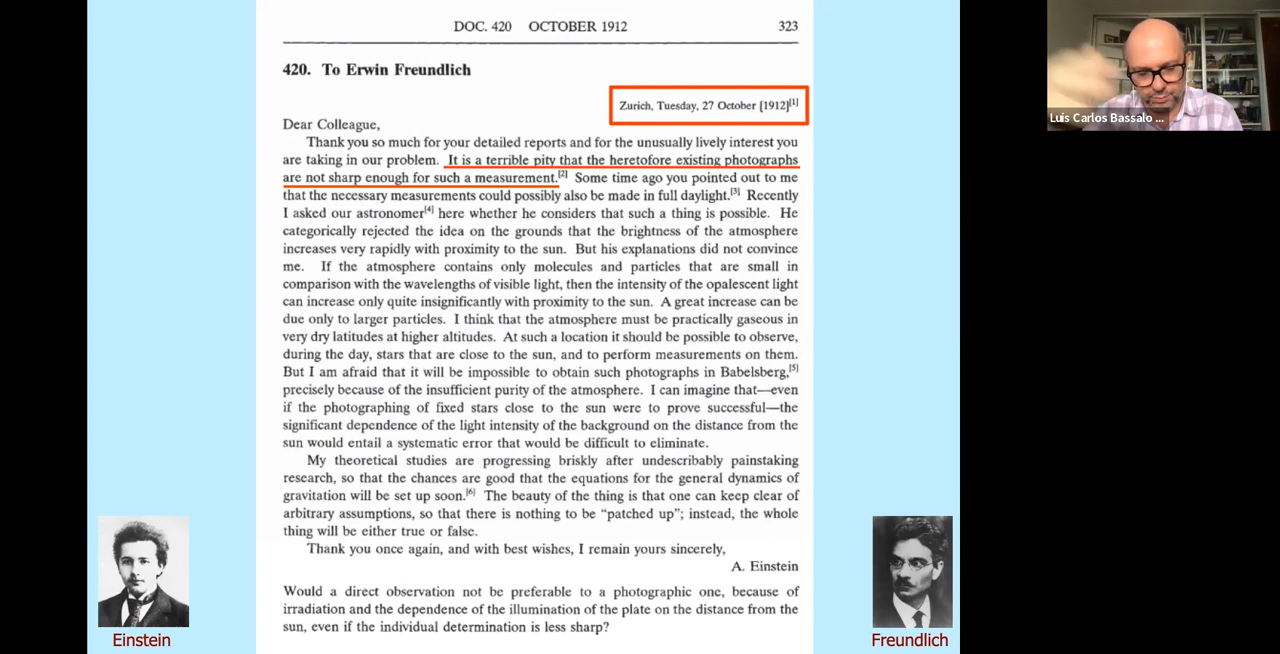 DOC. 420 OCTOBER 1912 323
420. To Erwin Freundlich
Zurich, Tuesday, 27 October [1912][1]
Dear Colleague,
Thank you so much for your detailed reports and for the unusually lively interest you
are taking in our problem. It is a terrible pity that the heretofore existing photographs
are not sharp enough for such a measurement.[2] Some time ago you pointed out to me
that the necessary measurements could possibly also be made in full daylight.[3] Recently
I asked our astronomer[4] here whether he considers that such a thing is possible. He
categorically rejected the idea on the grounds that the brightness of the atmosphere
increases very rapidly with proximity to the sun. But his explanations did not convince
me. If the atmosphere contains only molecules and particles that are small in
comparison with the wavelengths of visible light, then the intensity of the opalescent light
can increase only quite insignificantly with proximity to the sun. A great increase can be
due only to larger particles. I think that the atmosphere must be practically gaseous in
very dry latitudes at higher altitudes. At such a location it should be possible to observe,
during the day, stars that are close to the sun, and to perform measurements on them.
But I am afraid that it will be impossible to obtain such photographs in Babelsberg,[5]
precisely because of the insufficient purity of the atmosphere. I can imagine that—even
if the photographing of fixed stars close to the sun were to prove successful—the
significant dependence of the light intensity of the background on the distance from the
sun would entail a systematic error that would be difficult to eliminate.
My theoretical studies are progressing briskly after undescribably painstaking
research, so that the chances are good that the equations for the general dynamics of
gravitation will be set up soon.[6] The beauty of the thing is that one can keep clear of
arbitrary assumptions, so that there is nothing to be “patched up”; instead, the whole
thing will be either true or false.
Thank you once again, and with best wishes, I remain yours sincerely,
A. Einstein
Would a direct observation not be preferable to a photographic one, because of
irradiation and the dependence of the illumination of the plate on the distance from the
sun, even if the individual determination is less sharp?
Einstein
Freundlich
Luis Carlos Bassalo ...